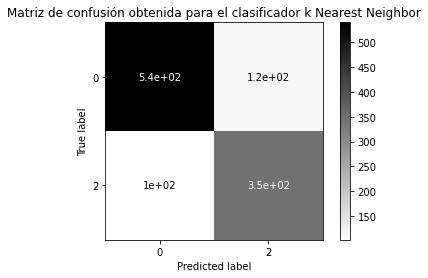 Matriz de confusión obtenida para el clasificador k Nearest Neighbor
0
5.4e+02
1.2e+02
True label
2
1e+02
3.5e+02
0
2
Predicted label
500
450
400
350
300
250
200
150